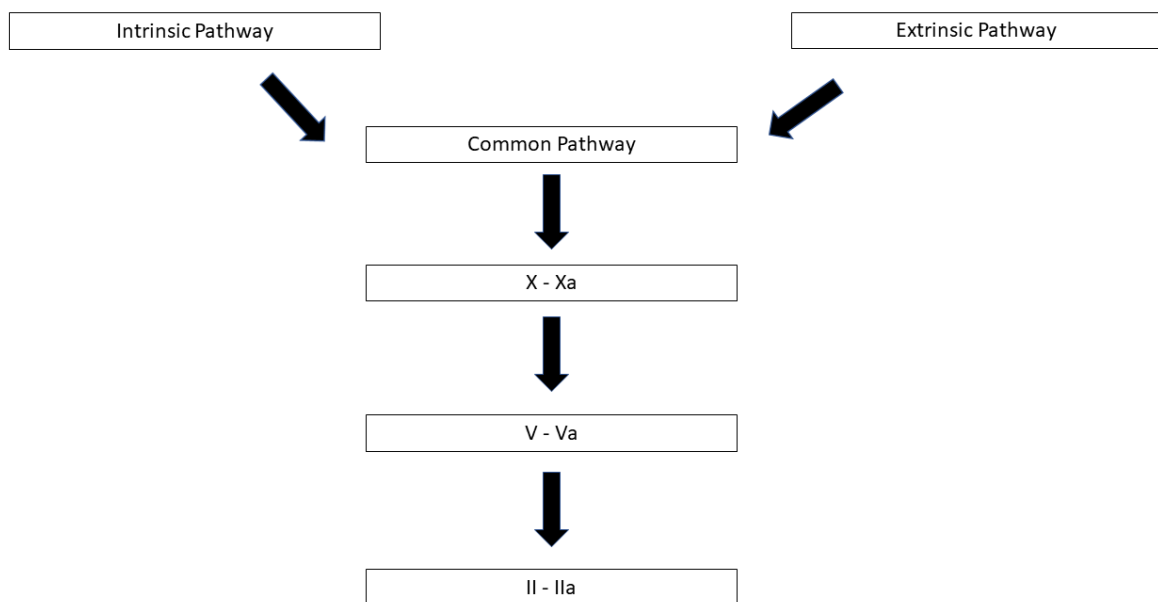 Intrinsic Pathway
Extrinsic Pathway
Common Pathway
X - Xa
V - Va
II - IIa